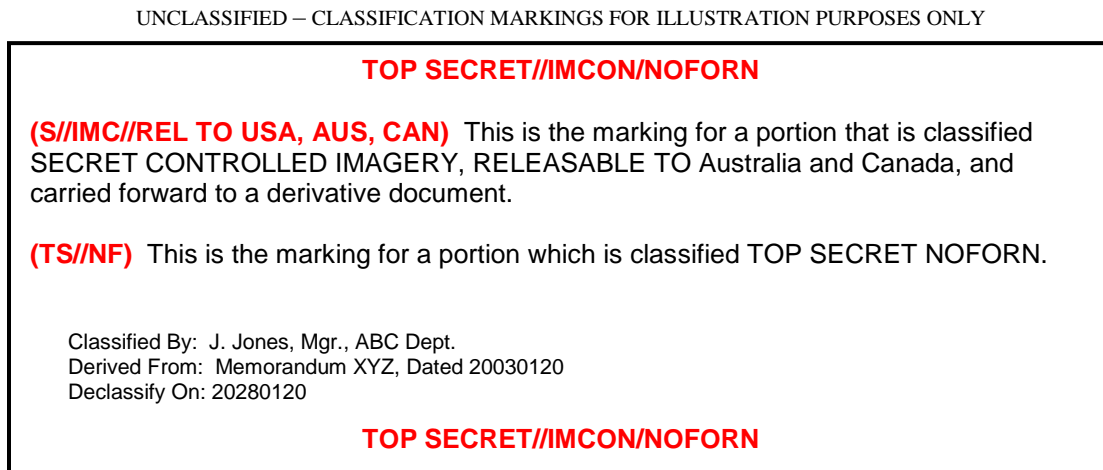 UNCLASSIFIED – CLASSIFICATION MARKINGS FOR ILLUSTRATION PURPOSES ONLY
TOP SECRET//IMCON/NOFORN
(S//IMC//REL TO USA, AUS, CAN) This is the marking for a portion that is classified
SECRET CONTROLLED IMAGERY, RELEASABLE TO Australia and Canada, and
carried forward to a derivative document.
(TS//NF) This is the marking for a portion which is classified TOP SECRET NOFORN.
Classified By: J. Jones, Mgr., ABC Dept.
Derived From: Memorandum XYZ, Dated 20030120
Declassify On: 20280120
TOP SECRET//IMCON/NOFORN